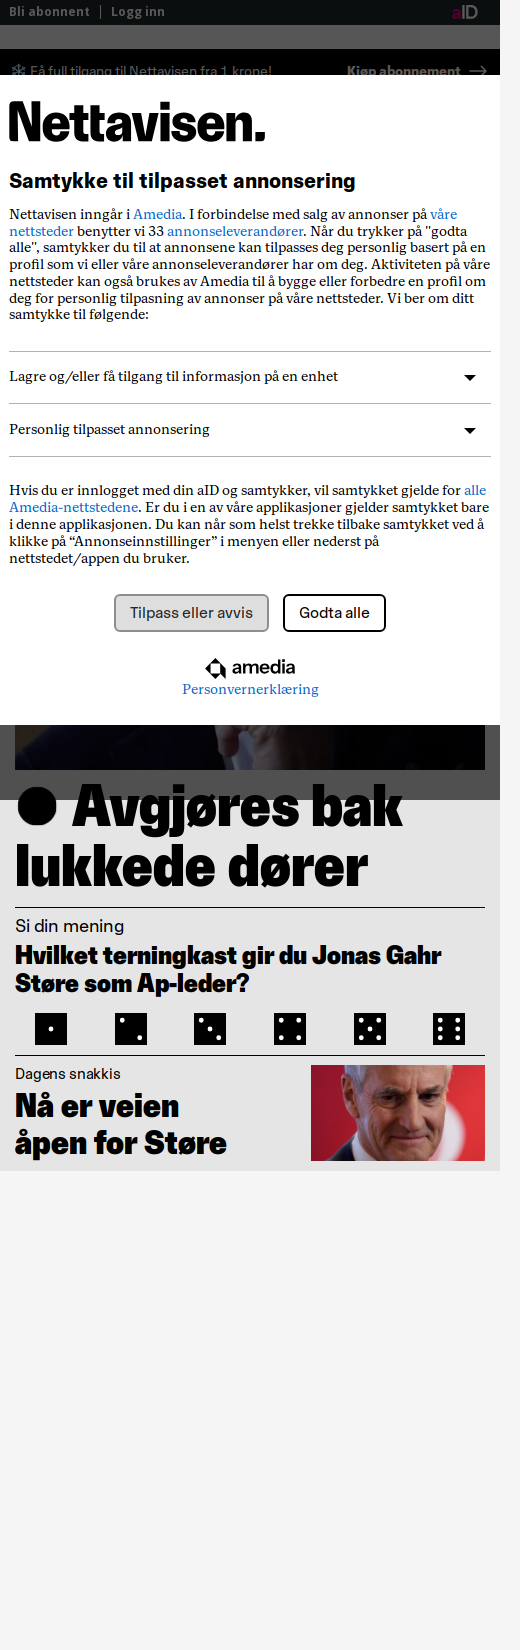 Bli abonnent
Logg inn
aID
Få full tilgang til Nettavisen fra 1 krone!
Kjøp abonnement
Nettavisen.
Samtykke til tilpasset annonsering
Nettavisen inngår i Amedia. I forbindelse med salg av annonser på våre
nettsteder benytter vi 33 annonseleverandører. Når du trykker på "godta
alle", samtykker du til at annonsene kan tilpasses deg personlig basert på en
profil som vi eller våre annonseleverandører har om deg. Aktiviteten på våre
nettsteder kan også brukes av Amedia til å bygge eller forbedre en profil om
deg for personlig tilpasning av annonser på våre nettsteder. Vi ber om ditt
samtykke til følgende:
Lagre og/eller få tilgang til informasjon på en enhet
Personlig tilpasset annonsering
Hvis du er innlogget med din aID og samtykker, vil samtykket gjelde for alle
Amedia-nettstedene. Er du i en av våre applikasjoner gjelder samtykket bare
i denne applikasjonen. Du kan når som helst trekke tilbake samtykket ved å
klikke på “Annonseinnstillinger” i menyen eller nederst på
nettstedet/appen du bruker.
Tilpass eller avvis
Godta alle
amedia
Personvernerklæring
Avgjøres bak
lukkede dører
Si din mening
Hvilket terningkast gir du Jonas Gahr
Støre som Ap-leder?
Dagens snakkis
Nå er veien
åpen for Støre